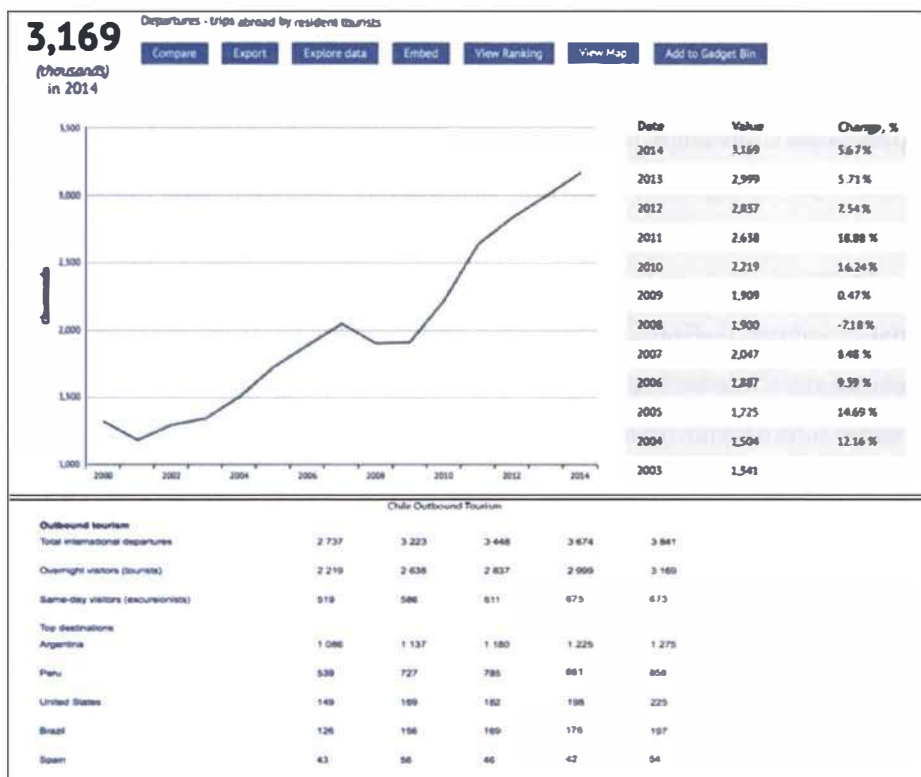 3,169
(thousands)
in 2014
Departures - trips abroad by resident tourists
Compare Export Explore data Embed View Ranking View Map Add to Gadget Bin
3,500
3,000
2,500
2,000
1,500
1,000
2000 2002 2004 2006 2008 2010 2012 2014
Date Value Change, %
2014 3,169 5.67 %
2013 2,999 5.71 %
2012 2,837 7.54 %
2011 2,638 18.88 %
2010 2,219 16.24 %
2009 1,909 0.47 %
2008 1,900 -7.18 %
2007 2,047 8.48 %
2006 1,887 9.39 %
2005 1,725 14.69 %
2004 1,504 12.16 %
2003 1,341
Chile Outbound Tourism
Outbound tourism
Total international departures 2 737 3 223 3 448 3 674 3 841
Overnight visitors (tourists) 2 219 2 638 2 837 2 999 3 169
Same-day visitors (excursionists) 519 586 611 675 673
Top destinations
Argentina 1 086 1 137 1 180 1 225 1 275
Peru 539 727 795 881 858
United States 149 169 182 198 225
Brazil 126 156 169 176 197
Spain 43 56 46 42 54